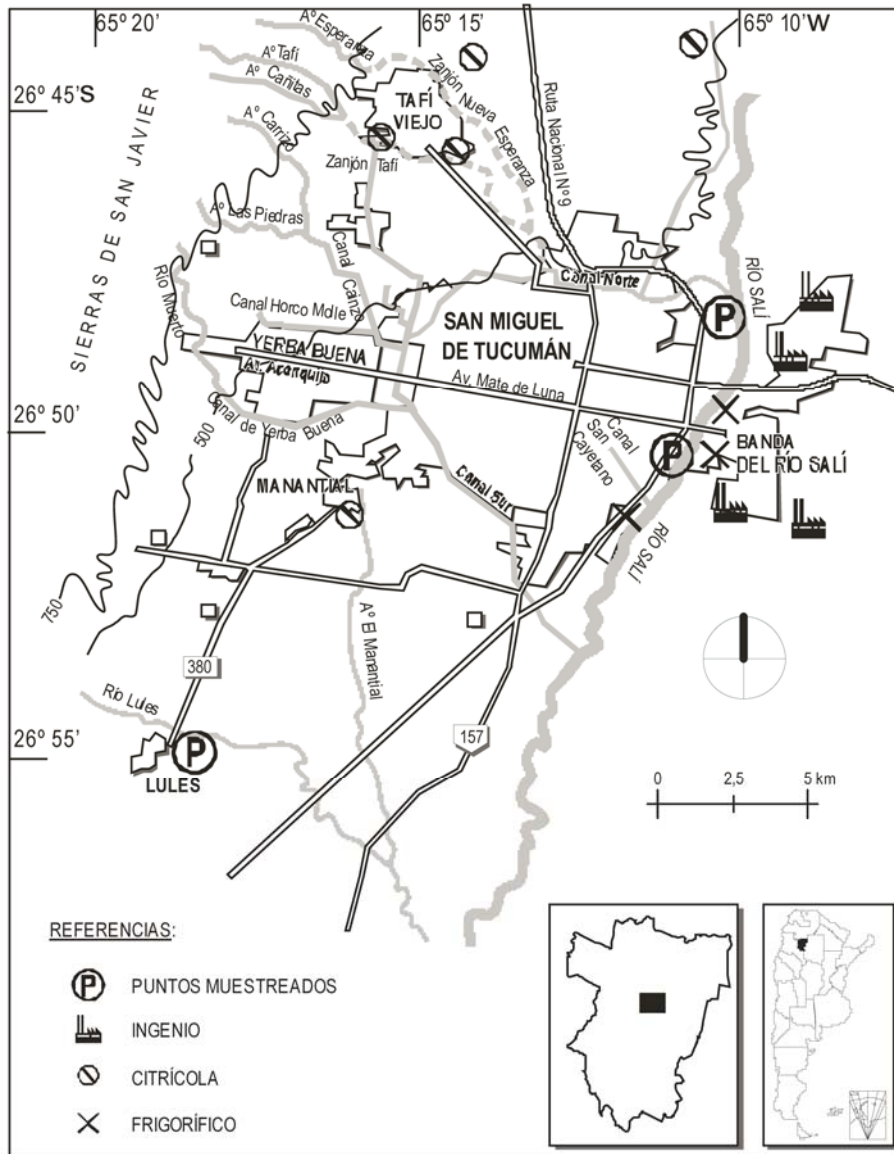 65º 20'
65º 15'
65º 10'W
26º 45'S
26º 50'
26º 55'
Aº Esperanza
Aº Tafí
Aº Cañitas
Aº Carrizo
Aº Las Piedras
Río Muerto
SIERRAS DE SAN JAVIER
TAFÍ
VIEJO
Zanjón Nueva Esperanza
Zanjón Tafí
Ruta Nacional Nº 9
Canal Cainzo
Canal Norte
RÍO SALÍ
Canal Horco Molle
SAN MIGUEL
DE TUCUMÁN
YERBA BUENA
Av. Aconquija
Av. Mate de Luna
Canal de Yerba Buena
Canal San Cayetano
BANDA
DEL RÍO SALÍ
500
MANANTIAL
Canal Sur
RÍO SALÍ
750
Aº El Manantial
380
Río Lules
157
P
P
P
LULES
0
2,5
5 km
REFERENCIAS:
P PUNTOS MUESTREADOS
INGENIO
CITRÍCOLA
FRIGORÍFICO